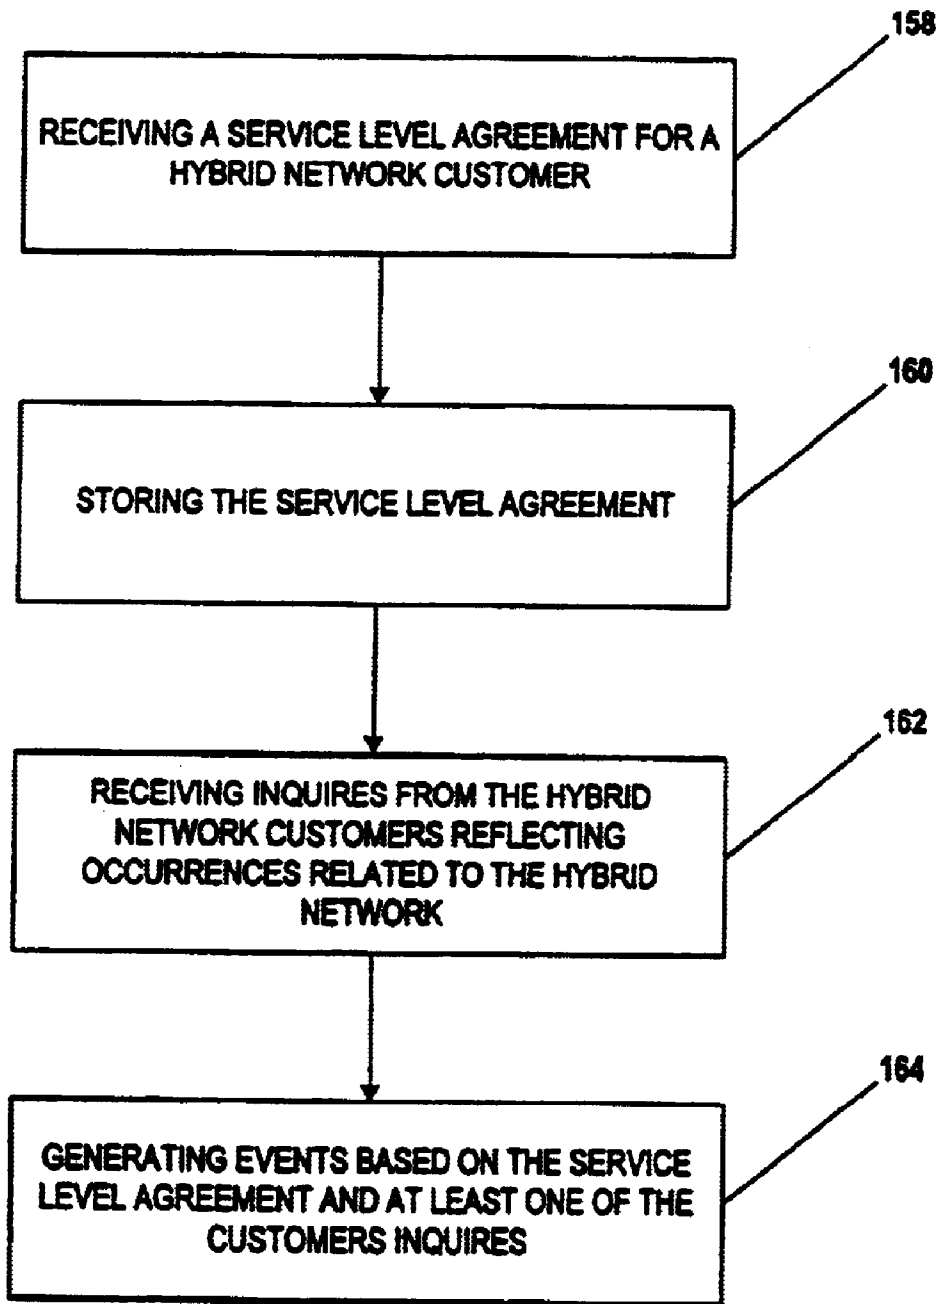 158
RECEIVING A SERVICE LEVEL AGREEMENT FOR A
HYBRID NETWORK CUSTOMER
160
STORING THE SERVICE LEVEL AGREEMENT
162
RECEIVING INQUIRES FROM THE HYBRID
NETWORK CUSTOMERS REFLECTING
OCCURRENCES RELATED TO THE HYBRID
NETWORK
164
GENERATING EVENTS BASED ON THE SERVICE
LEVEL AGREEMENT AND AT LEAST ONE OF THE
CUSTOMERS INQUIRES